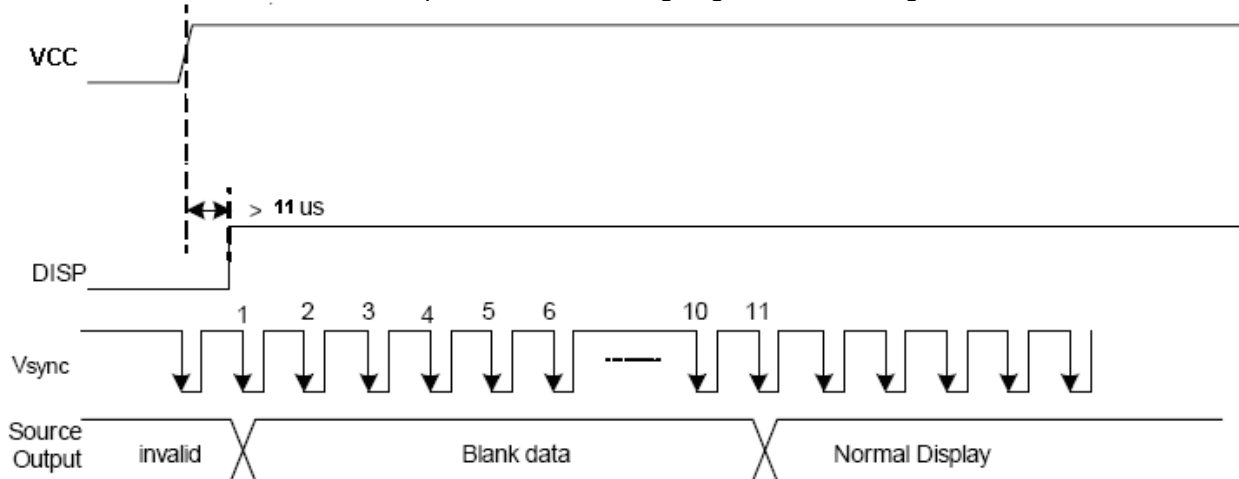 VCC
> 11 us
DISP
1 2 3 4 5 6 10 11
Vsync
Source
Output
invalid
Blank data
Normal Display